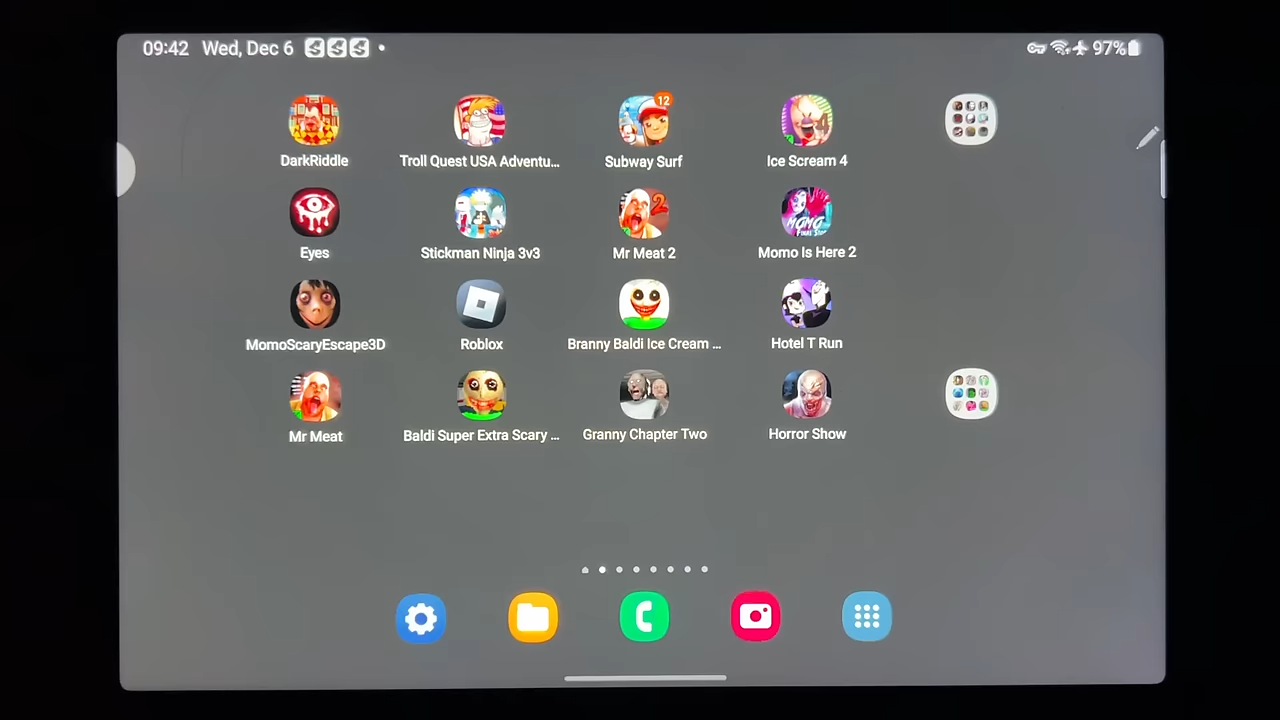 09:42 Wed, Dec 6
97%
12
DarkRiddle
Troll Quest USA Adventu...
Subway Surf
Ice Scream 4
Eyes
Stickman Ninja 3v3
Mr Meat 2
Momo Is Here 2
2
MOMO
MomoScaryEscape3D
Roblox
Branny Baldi Ice Cream ...
Hotel T Run
Mr Meat
Baldi Super Extra Scary ...
Granny Chapter Two
Horror Show